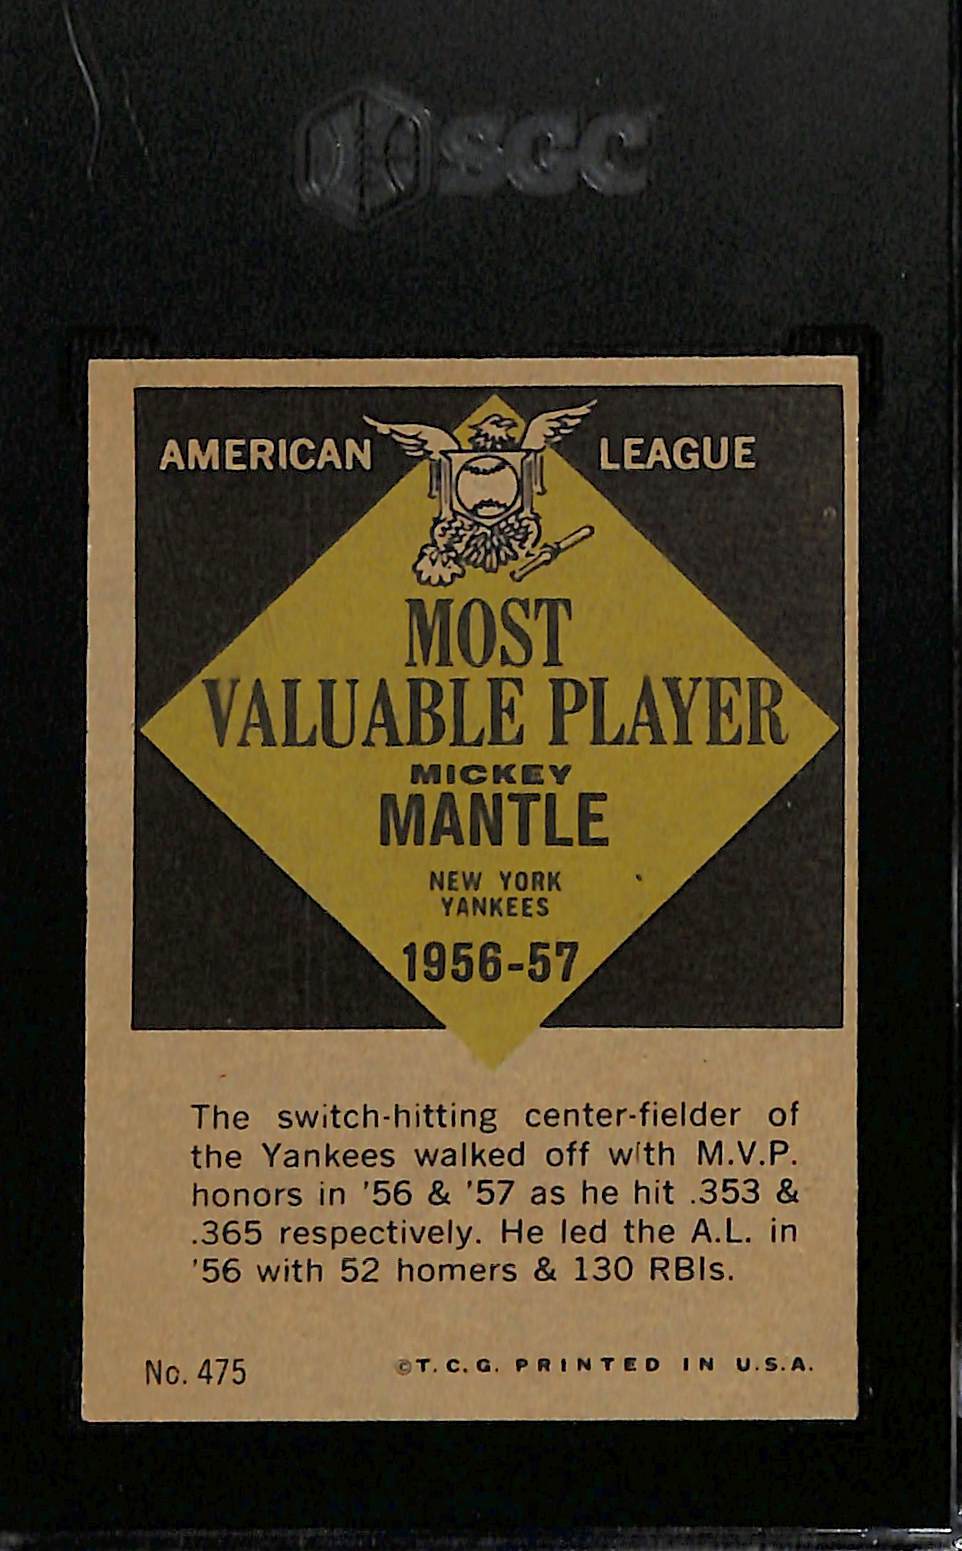 SGC
AMERICAN LEAGUE
MOST
VALUABLE PLAYER
MICKEY
MANTLE
NEW YORK
YANKEES
1956-57
The switch-hitting center-fielder of
the Yankees walked off with M.V.P.
honors in '56 & '57 as he hit .353 &
.365 respectively. He led the A.L. in
'56 with 52 homers & 130 RBIs.
No. 475
©T.C.G. PRINTED IN U.S.A.